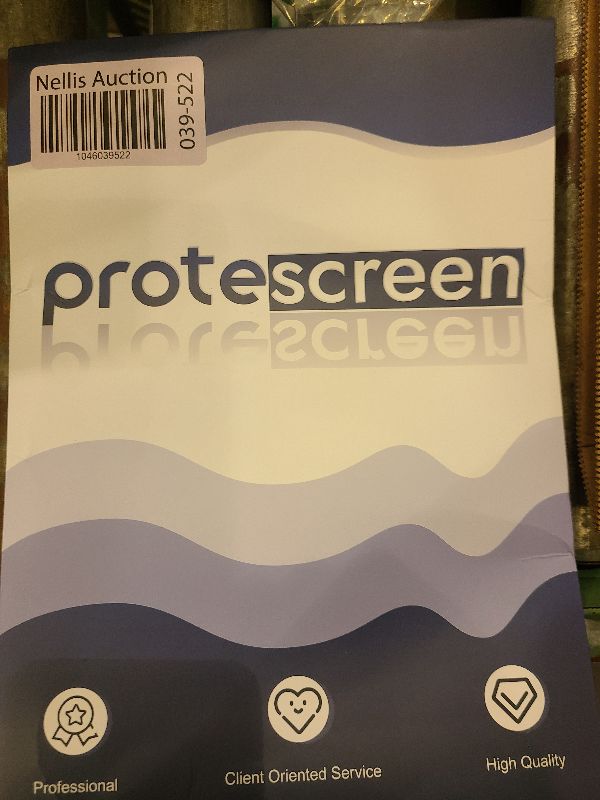 Nellis Auction
039-522
1046039522
protescreen
Professional
Client Oriented Service
High Quality